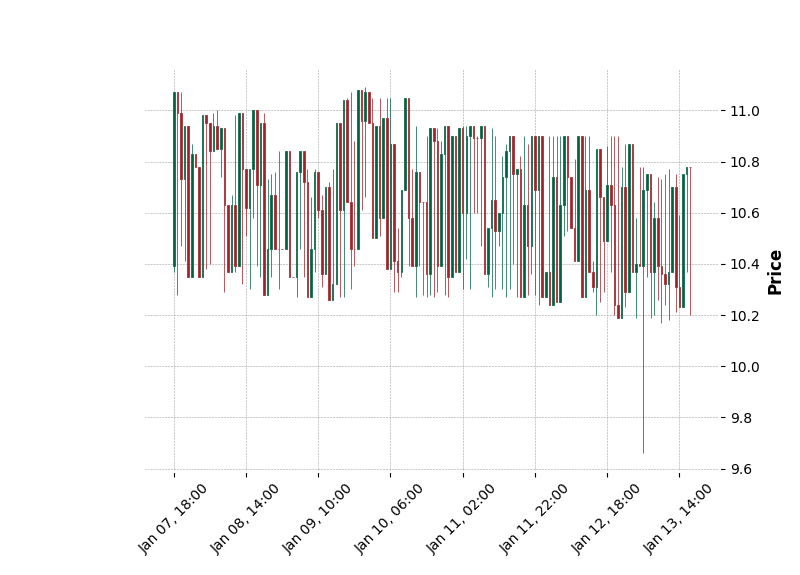 11.0
10.8
10.6
10.4
10.2
10.0
9.8
9.6
Price
Jan 07, 18:00
Jan 08, 14:00
Jan 09, 10:00
Jan 10, 06:00
Jan 11, 02:00
Jan 11, 22:00
Jan 12, 18:00
Jan 13, 14:00